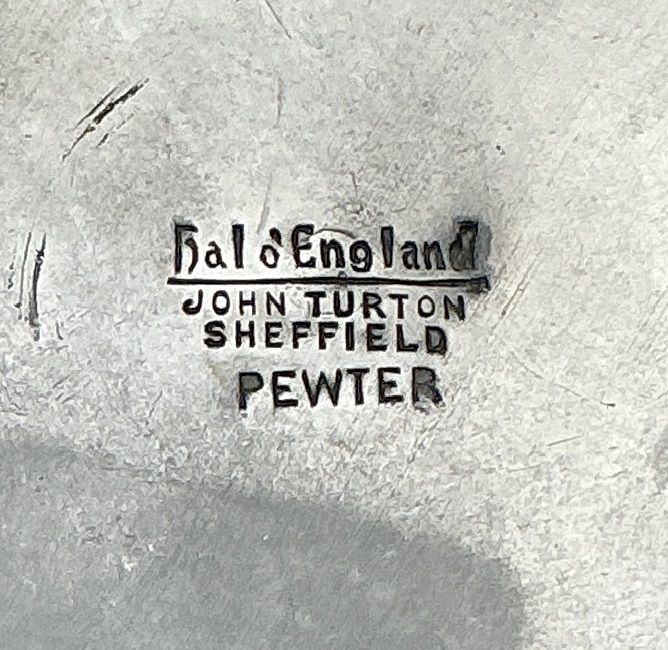 Hal o' England
JOHN TURTON
SHEFFIELD
PEWTER